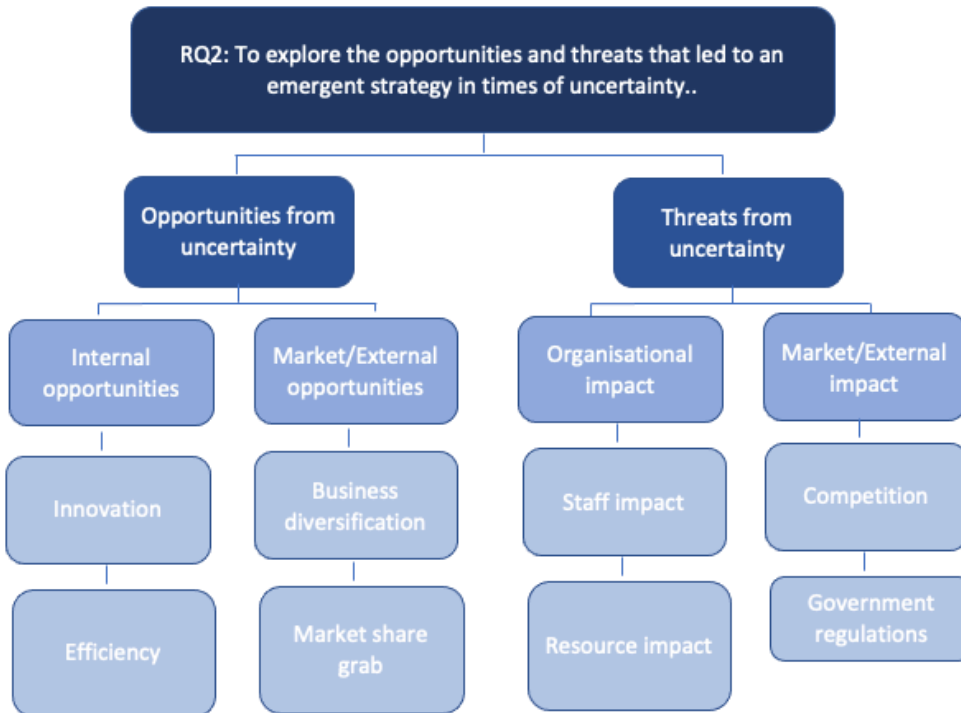 RQ2: To explore the opportunities and threats that led to an
emergent strategy in times of uncertainty..
Opportunities from
uncertainty
Threats from
uncertainty
Internal
opportunities
Market/External
opportunities
Organisational
impact
Market/External
impact
Innovation
Business
diversification
Staff impact
Competition
Efficiency
Market share
grab
Resource impact
Government
regulations